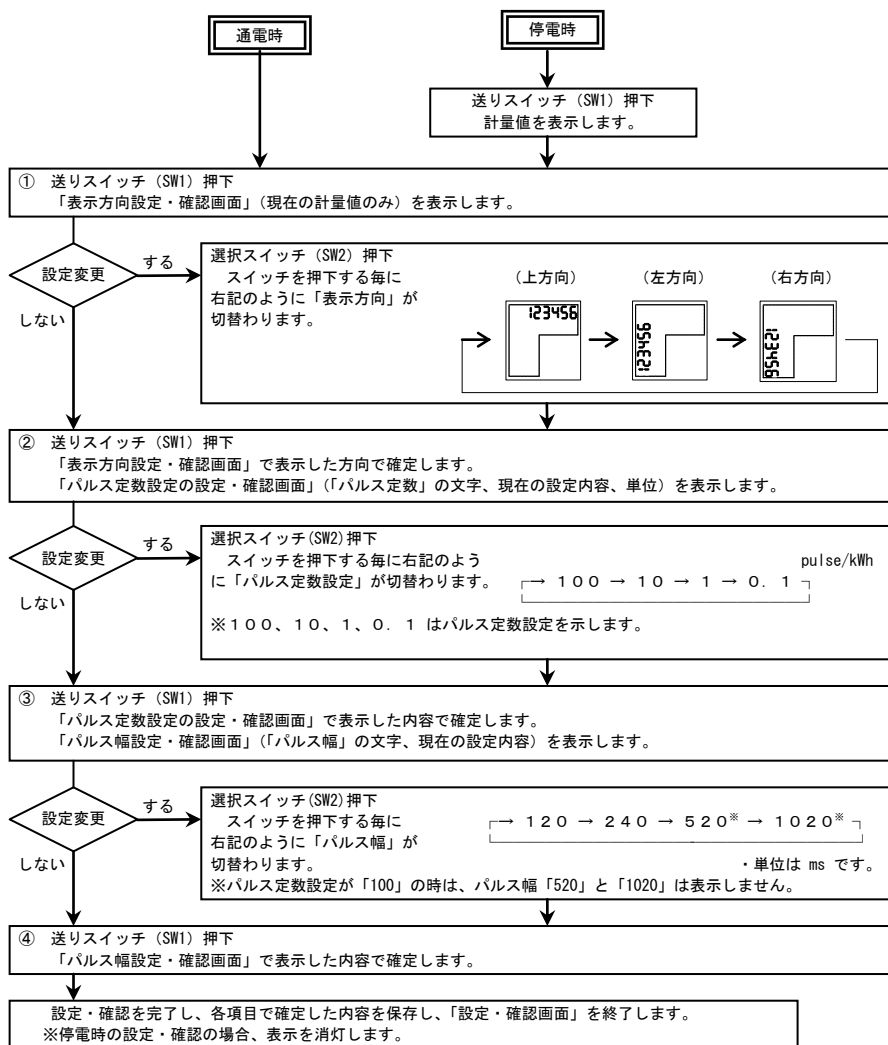 通電時
停電時
送りスイッチ（SW1）押下
計量値を表示します。
① 送りスイッチ（SW1）押下
「表示方向設定・確認画面」（現在の計量値のみ）を表示します。
設定変更
する
しない
選択スイッチ（SW2）押下
スイッチを押下する毎に
右記のように「表示方向」が
切替わります。
（上方向）
（左方向）
（右方向）
123456
123456
123456
② 送りスイッチ（SW1）押下
「表示方向設定・確認画面」で表示した方向で確定します。
「パルス定数設定の設定・確認画面」（「パルス定数」の文字、現在の設定内容、単位）を表示します。
設定変更
する
しない
選択スイッチ(SW2)押下
スイッチを押下する毎に右記のよう
に「パルス定数設定」が切替わります。
pulse/kWh
→ １００ → １０ → １ → ０．１
※１００、１０、１、０．１ はパルス定数設定を示します。
③ 送りスイッチ（SW1）押下
「パルス定数設定の設定・確認画面」で表示した内容で確定します。
「パルス幅設定・確認画面」（「パルス幅」の文字、現在の設定内容）を表示します。
設定変更
する
しない
選択スイッチ(SW2)押下
スイッチを押下する毎に
右記のように「パルス幅」が
切替わります。
→ １２０ → ２４０ → ５２０※ → １０２０※
・単位は ms です。
※パルス定数設定が「100」の時は、パルス幅「520」と「1020」は表示しません。
④ 送りスイッチ（SW1）押下
「パルス幅設定・確認画面」で表示した内容で確定します。
設定・確認を完了し、各項目で確定した内容を保存し、「設定・確認画面」を終了します。
※停電時の設定・確認の場合、表示を消灯します。